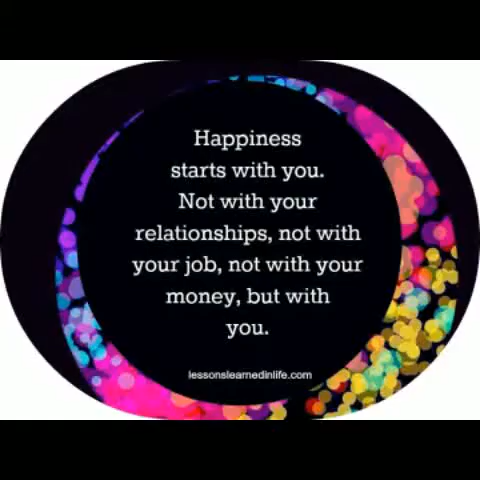 Happiness
starts with you.
Not with your
relationships, not with
your job, not with your
money, but with
you.
lessonslearnedinlife.com